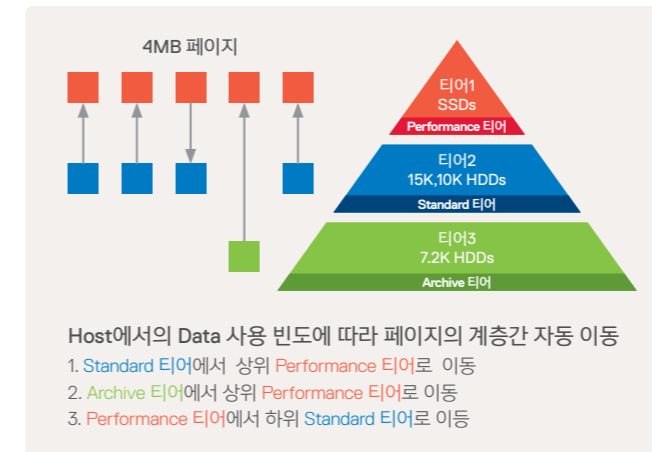 4MB 페이지
티어1
SSDs
Performance 티어
티어2
15K,10K HDDs
Standard 티어
티어3
7.2K HDDs
Archive 티어
Host에서의 Data 사용 빈도에 따라 페이지의 계층간 자동 이동
1. Standard 티어에서 상위 Performance 티어로 이동
2. Archive 티어에서 상위 Performance 티어로 이동
3. Performance 티어에서 하위 Standard 티어로 이등